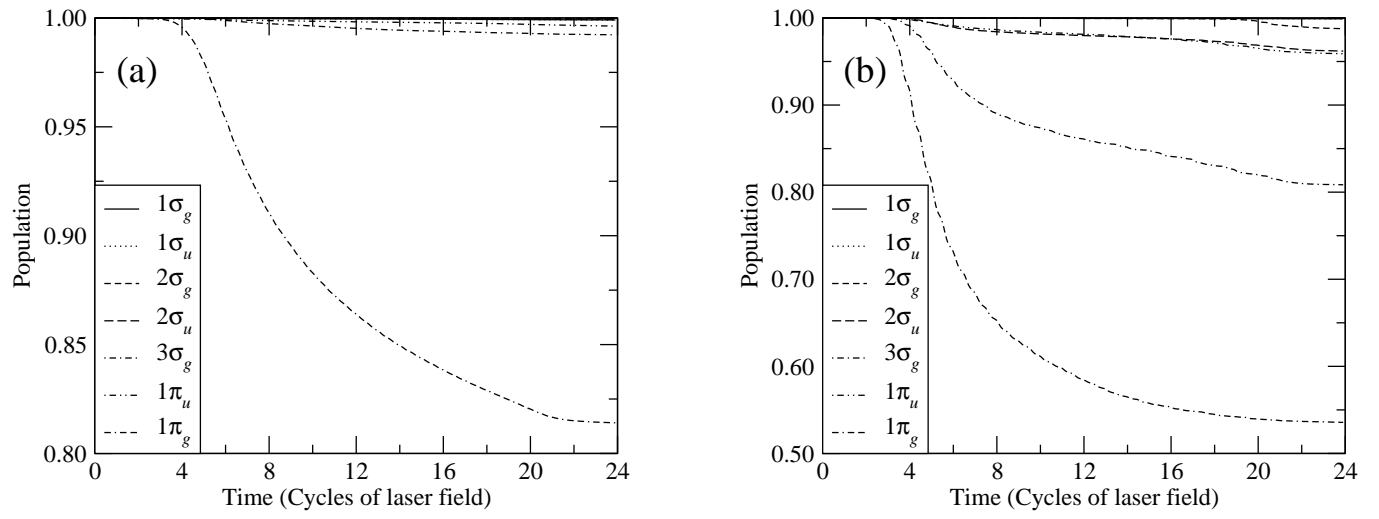 1.00
0.95
0.90
0.85
0.80
Population
(a)
1σg
1σu
2σg
2σu
3σg
1πu
1πg
0 4 8 12 16 20 24
Time (Cycles of laser field)
1.00
0.90
0.80
0.70
0.60
0.50
Population
(b)
1σg
1σu
2σg
2σu
3σg
1πu
1πg
0 4 8 12 16 20 24
Time (Cycles of laser field)